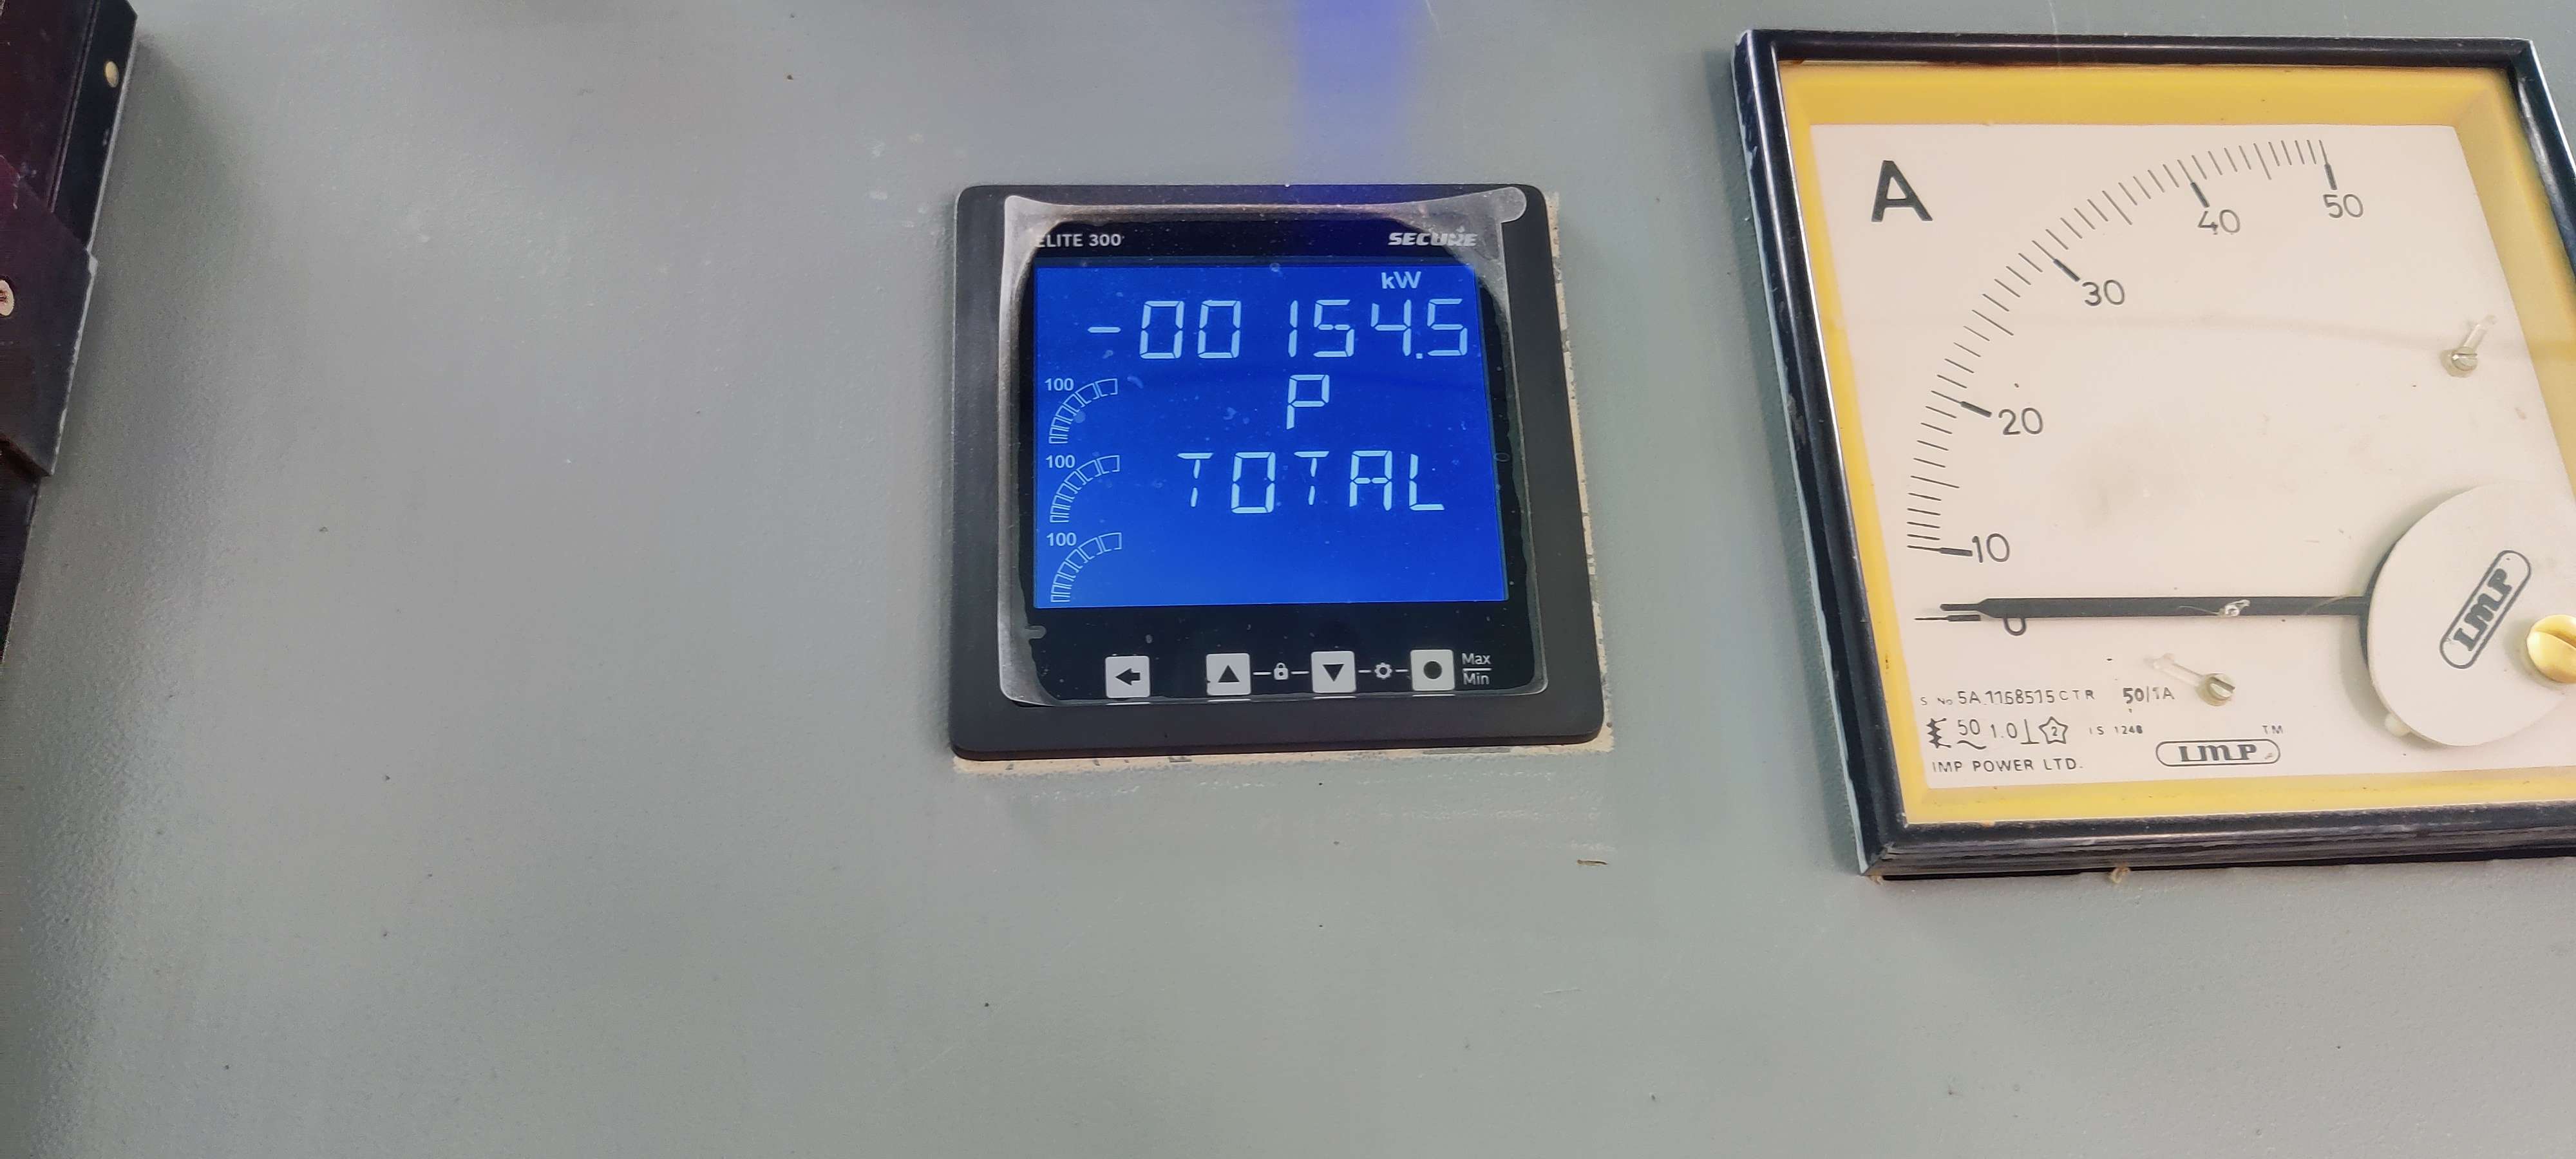 ELITE 300
SECURE
kW
-00154.5
100
P
100
TOTAL
100
Max
Min
A
50
40
30
20
10
0
S No 5A.1168515 CTR 50/1A
50 1.0 2 IS 1248
TM
IMP
IMP POWER LTD.
IMP